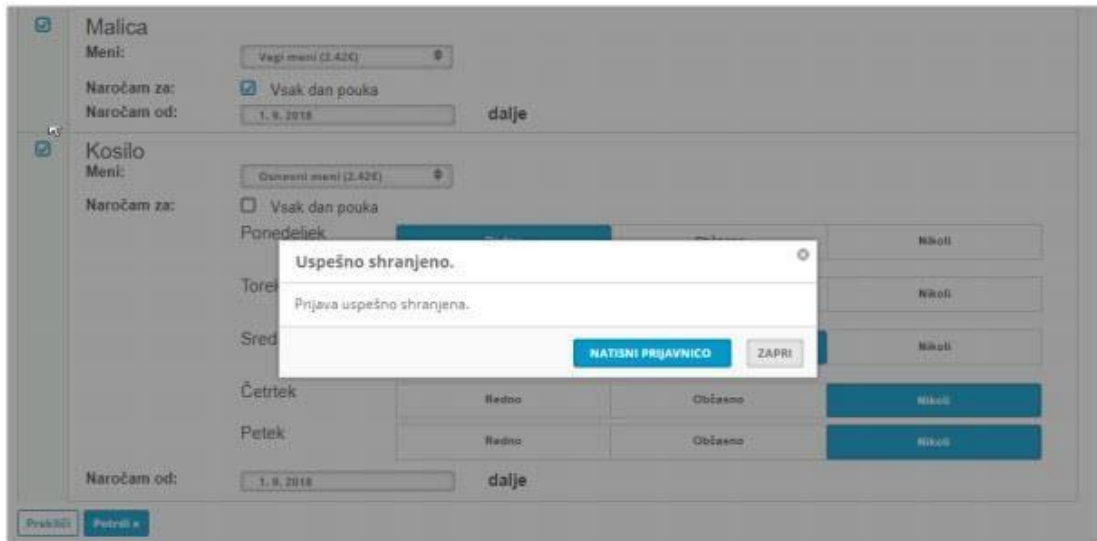 Malica
Meni:
Vegi meni (2.42€)
Naročam za:
Vsak dan pouka
Naročam od:
1. 9. 2018
dalje
Kosilo
Meni:
Osnovni meni (2.42€)
Naročam za:
Vsak dan pouka
Ponedeljek
Nikoli
Uspešno shranjeno.
Nikoli
Prijava uspešno shranjena.
Sred
Nikoli
NATISNI PRIJAVNICO ZAPRI
Četrtek Redno Občasno Nikoli
Petek Redno Občasno Nikoli
Naročam od:
1. 9. 2018
dalje
Prekliči Potrdi »